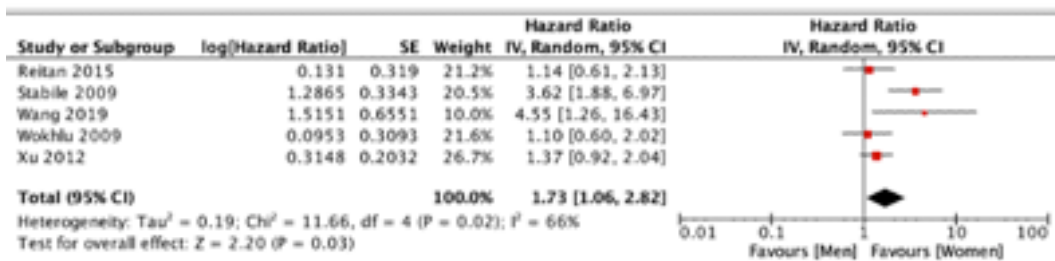 Hazard Ratio Hazard Ratio
Study or Subgroup log[Hazard Ratio] SE Weight IV, Random, 95% CI IV, Random, 95% CI
Reitan 2015 0.131 0.319 21.2% 1.14 [0.61, 2.13]
Stabile 2009 1.2865 0.3343 20.5% 3.62 [1.88, 6.97]
Wang 2019 1.5151 0.6551 10.0% 4.55 [1.26, 16.43]
Wokhlu 2009 0.0953 0.3093 21.6% 1.10 [0.60, 2.02]
Xu 2012 0.3148 0.2032 26.7% 1.37 [0.92, 2.04]
Total (95% CI) 100.0% 1.73 [1.06, 2.82]
Heterogeneity: Tau² = 0.19; Chi² = 11.66, df = 4 (P = 0.02); I² = 66%
Test for overall effect: Z = 2.20 (P = 0.03)
0.01 0.1 1 10 100
Favours [Men] Favours [Women]